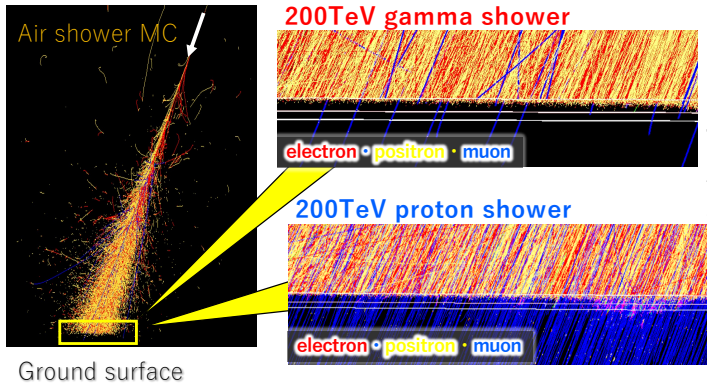 Air shower MC
200TeV gamma shower
electron・positron・muon
200TeV proton shower
electron・positron・muon
Ground surface